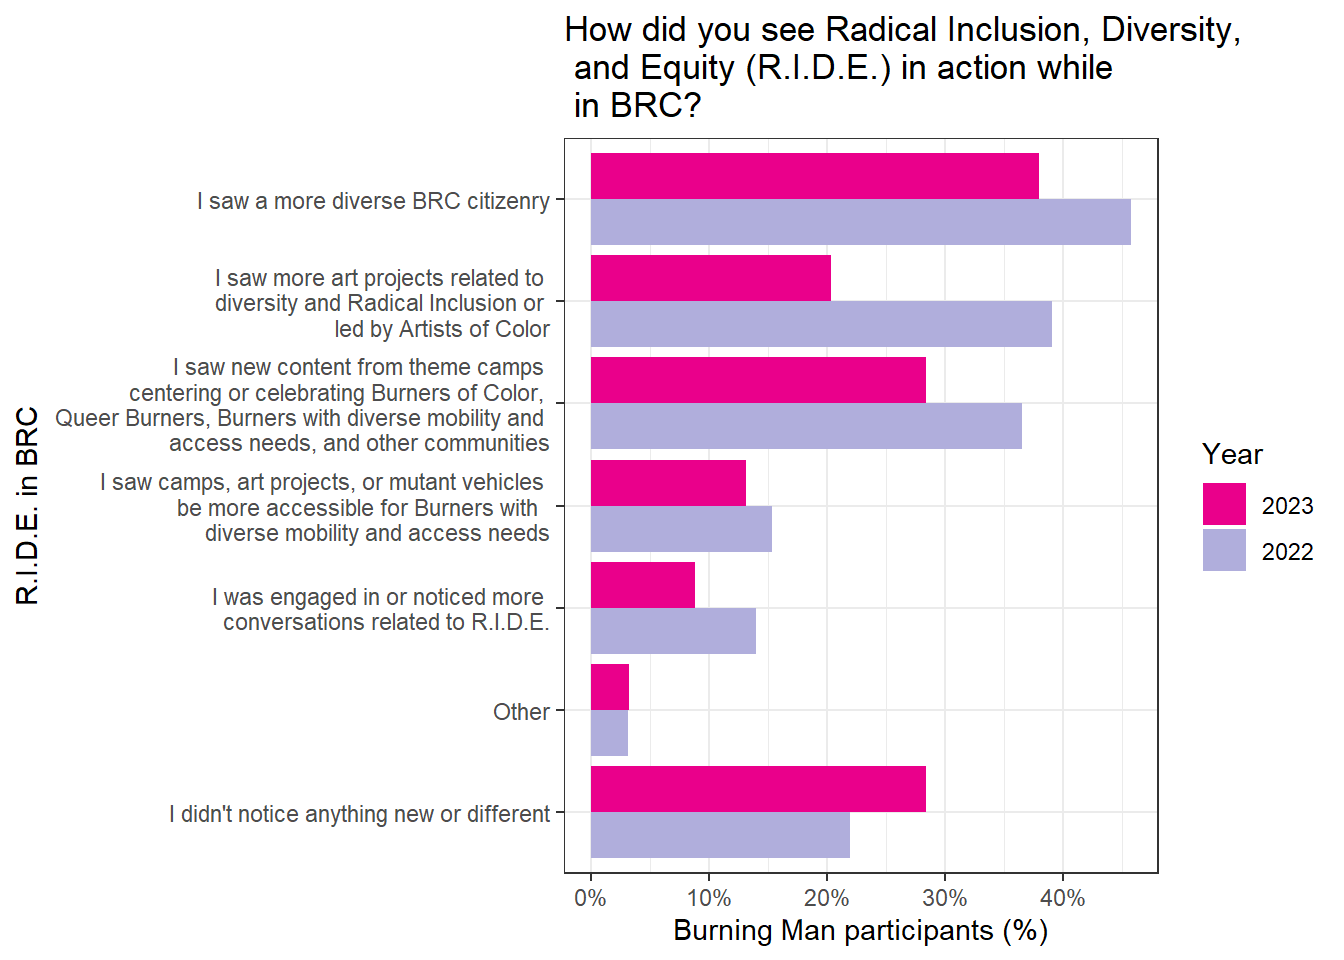 How did you see Radical Inclusion, Diversity,
and Equity (R.I.D.E.) in action while
in BRC?
R.I.D.E. in BRC
I saw a more diverse BRC citizenry
I saw more art projects related to
diversity and Radical Inclusion or
led by Artists of Color
I saw new content from theme camps
centering or celebrating Burners of Color,
Queer Burners, Burners with diverse mobility and
access needs, and other communities
I saw camps, art projects, or mutant vehicles
be more accessible for Burners with
diverse mobility and access needs
I was engaged in or noticed more
conversations related to R.I.D.E.
Other
I didn't notice anything new or different
0% 10% 20% 30% 40%
Burning Man participants (%)
Year
2023
2022